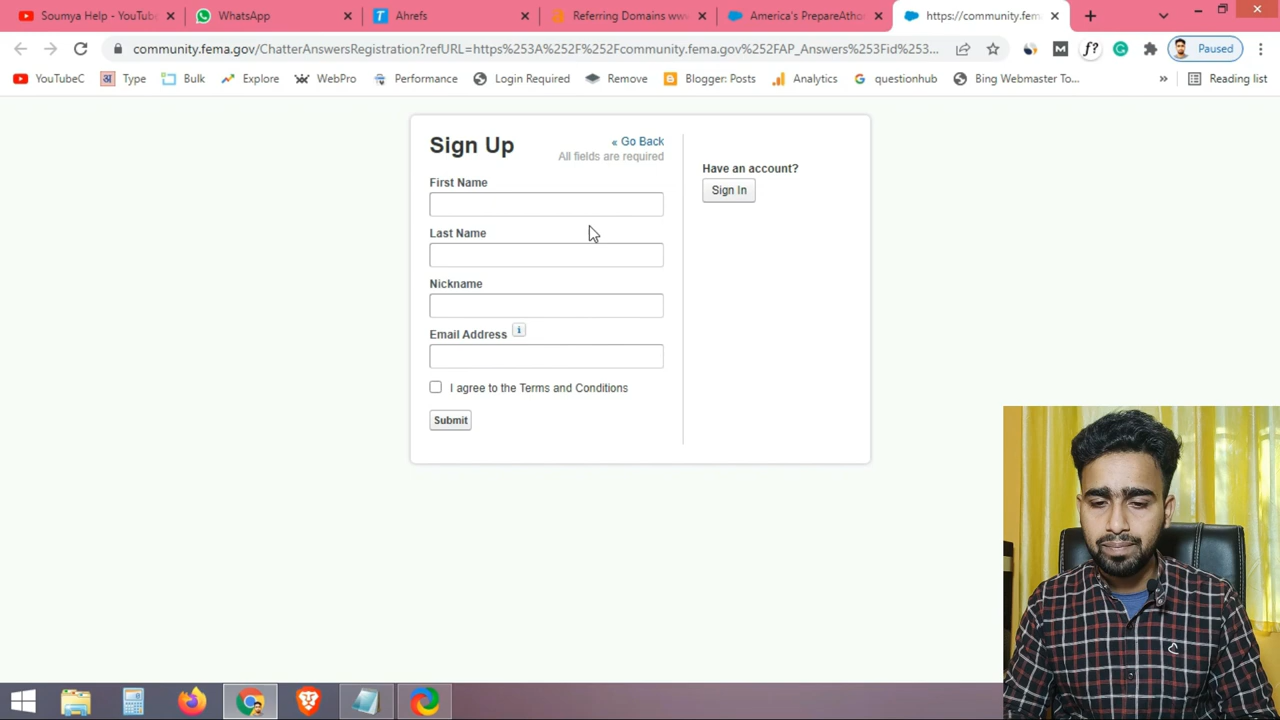 Soumya Help - YouTub
WhatsApp
Ahrefs
Referring Domains ww
America's PrepareAtho
https://community.fem
community.fema.gov/ChatterAnswersRegistration?refURL=https%253A%252F%252Fcommunity.fema.gov%252FAP_Answers%253Fid%253...
Paused
YouTubeC
Type
Bulk
Explore
WebPro
Performance
Login Required
Remove
Blogger: Posts
Analytics
questionhub
Bing Webmaster To...
»
Reading list
Sign Up
« Go Back
All fields are required
First Name
Last Name
Nickname
Email Address
I agree to the Terms and Conditions
Submit
Have an account?
Sign In